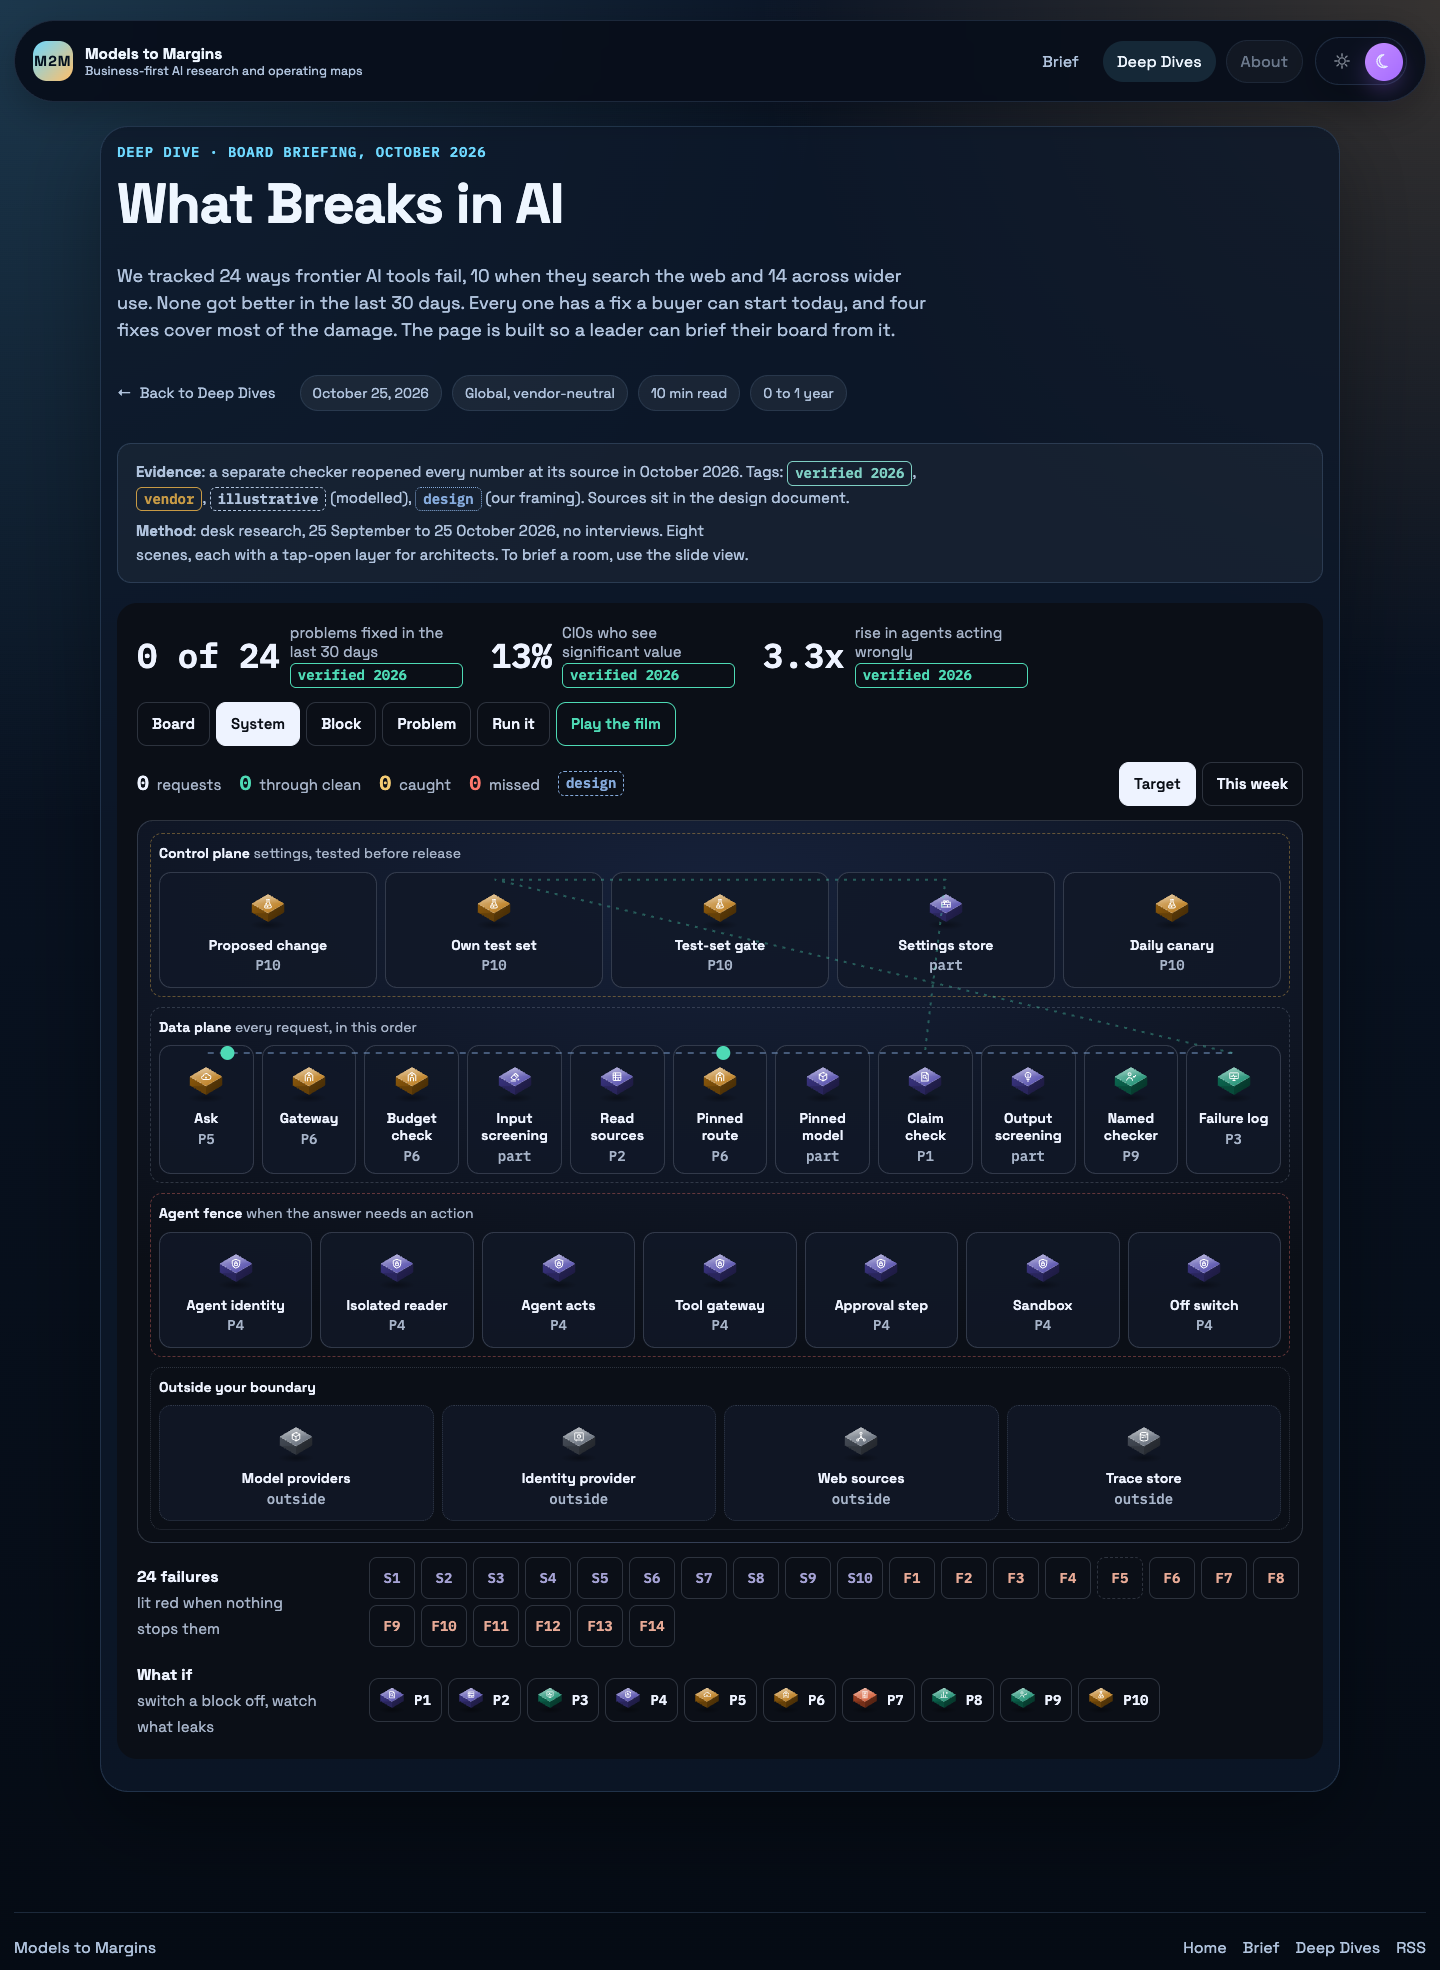 M2M
Models to Margins
Business-first AI research and operating maps
Brief
Deep Dives
About
DEEP DIVE · BOARD BRIEFING, OCTOBER 2026
What Breaks in AI
We tracked 24 ways frontier AI tools fail, 10 when they search the web and 14 across wider
use. None got better in the last 30 days. Every one has a fix a buyer can start today, and four
fixes cover most of the damage. The page is built so a leader can brief their board from it.
← Back to Deep Dives
October 25, 2026
Global, vendor-neutral
10 min read
0 to 1 year
Evidence: a separate checker reopened every number at its source in October 2026. Tags: verified 2026,
vendor, illustrative (modelled), design (our framing). Sources sit in the design document.
Method: desk research, 25 September to 25 October 2026, no interviews. Eight
scenes, each with a tap-open layer for architects. To brief a room, use the slide view.
0 of 24
problems fixed in the
last 30 days
verified 2026
13%
CIOs who see
significant value
verified 2026
3.3x
rise in agents acting
wrongly
verified 2026
Board
System
Block
Problem
Run it
Play the film
0 requests
0 through clean
0 caught
0 missed
design
Target
This week
Control plane settings, tested before release
Proposed change
P10
Own test set
P10
Test-set gate
P10
Settings store
part
Daily canary
P10
Data plane every request, in this order
Ask
P5
Gateway
P6
Budget
check
P6
Input
screening
part
Read
sources
P2
Pinned
route
P6
Pinned
model
part
Claim
check
P1
Output
screening
part
Named
checker
P9
Failure log
P3
Agent fence when the answer needs an action
Agent identity
P4
Isolated reader
P4
Agent acts
P4
Tool gateway
P4
Approval step
P4
Sandbox
P4
Off switch
P4
Outside your boundary
Model providers
outside
Identity provider
outside
Web sources
outside
Trace store
outside
24 failures
lit red when nothing
stops them
S1
S2
S3
S4
S5
S6
S7
S8
S9
S10
F1
F2
F3
F4
F5
F6
F7
F8
F9
F10
F11
F12
F13
F14
What if
switch a block off, watch
what leaks
P1
P2
P3
P4
P5
P6
P7
P8
P9
P10
Models to Margins
Home
Brief
Deep Dives
RSS